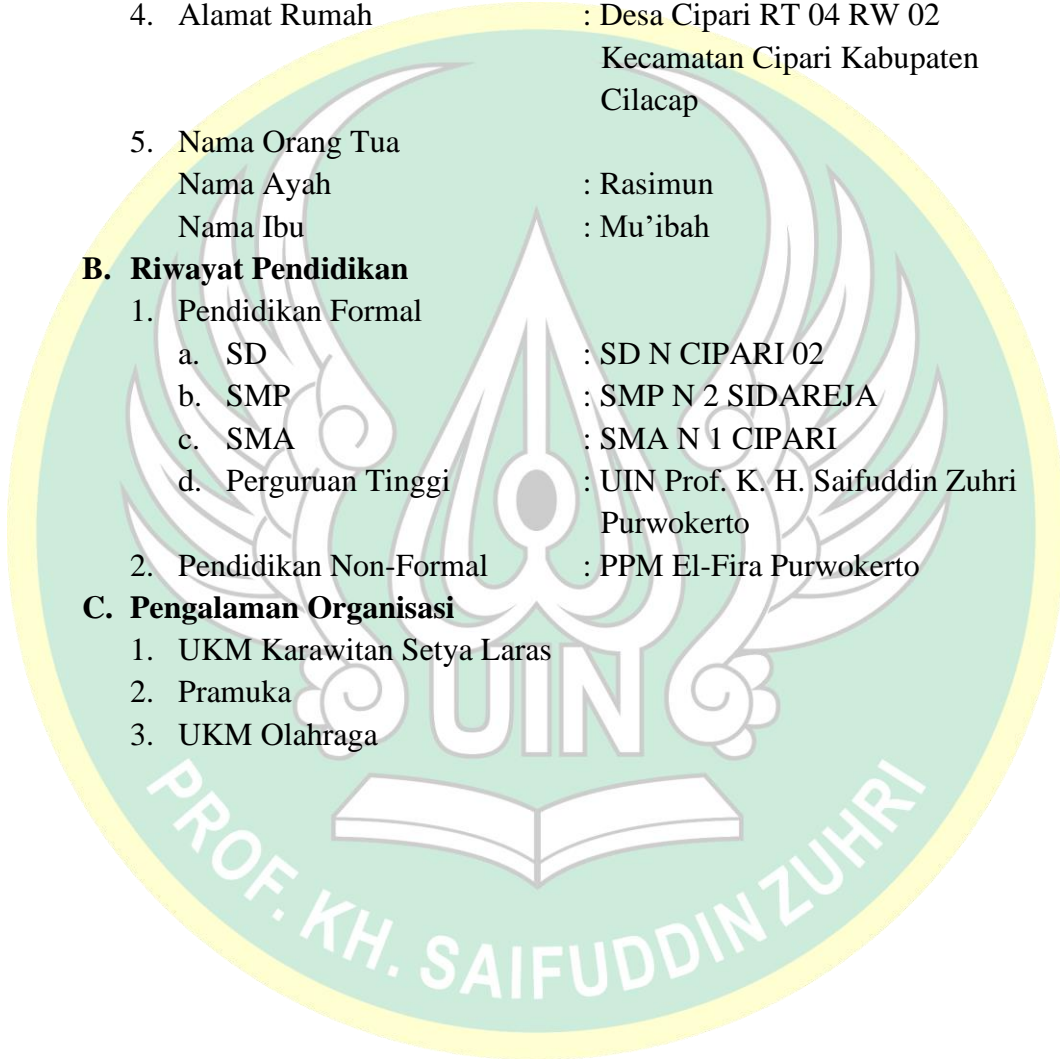 4. Alamat Rumah : Desa Cipari RT 04 RW 02
Kecamatan Cipari Kabupaten
Cilacap
5. Nama Orang Tua
Nama Ayah : Rasimun
Nama Ibu : Mu’ibah
B. Riwayat Pendidikan
1. Pendidikan Formal
a. SD : SD N CIPARI 02
b. SMP : SMP N 2 SIDAREJA
c. SMA : SMA N 1 CIPARI
d. Perguruan Tinggi : UIN Prof. K. H. Saifuddin Zuhri
Purwokerto
2. Pendidikan Non-Formal : PPM El-Fira Purwokerto
C. Pengalaman Organisasi
1. UKM Karawitan Setya Laras
2. Pramuka
3. UKM Olahraga
UIN
PROF. KH. SAIFUDDIN ZUHRI